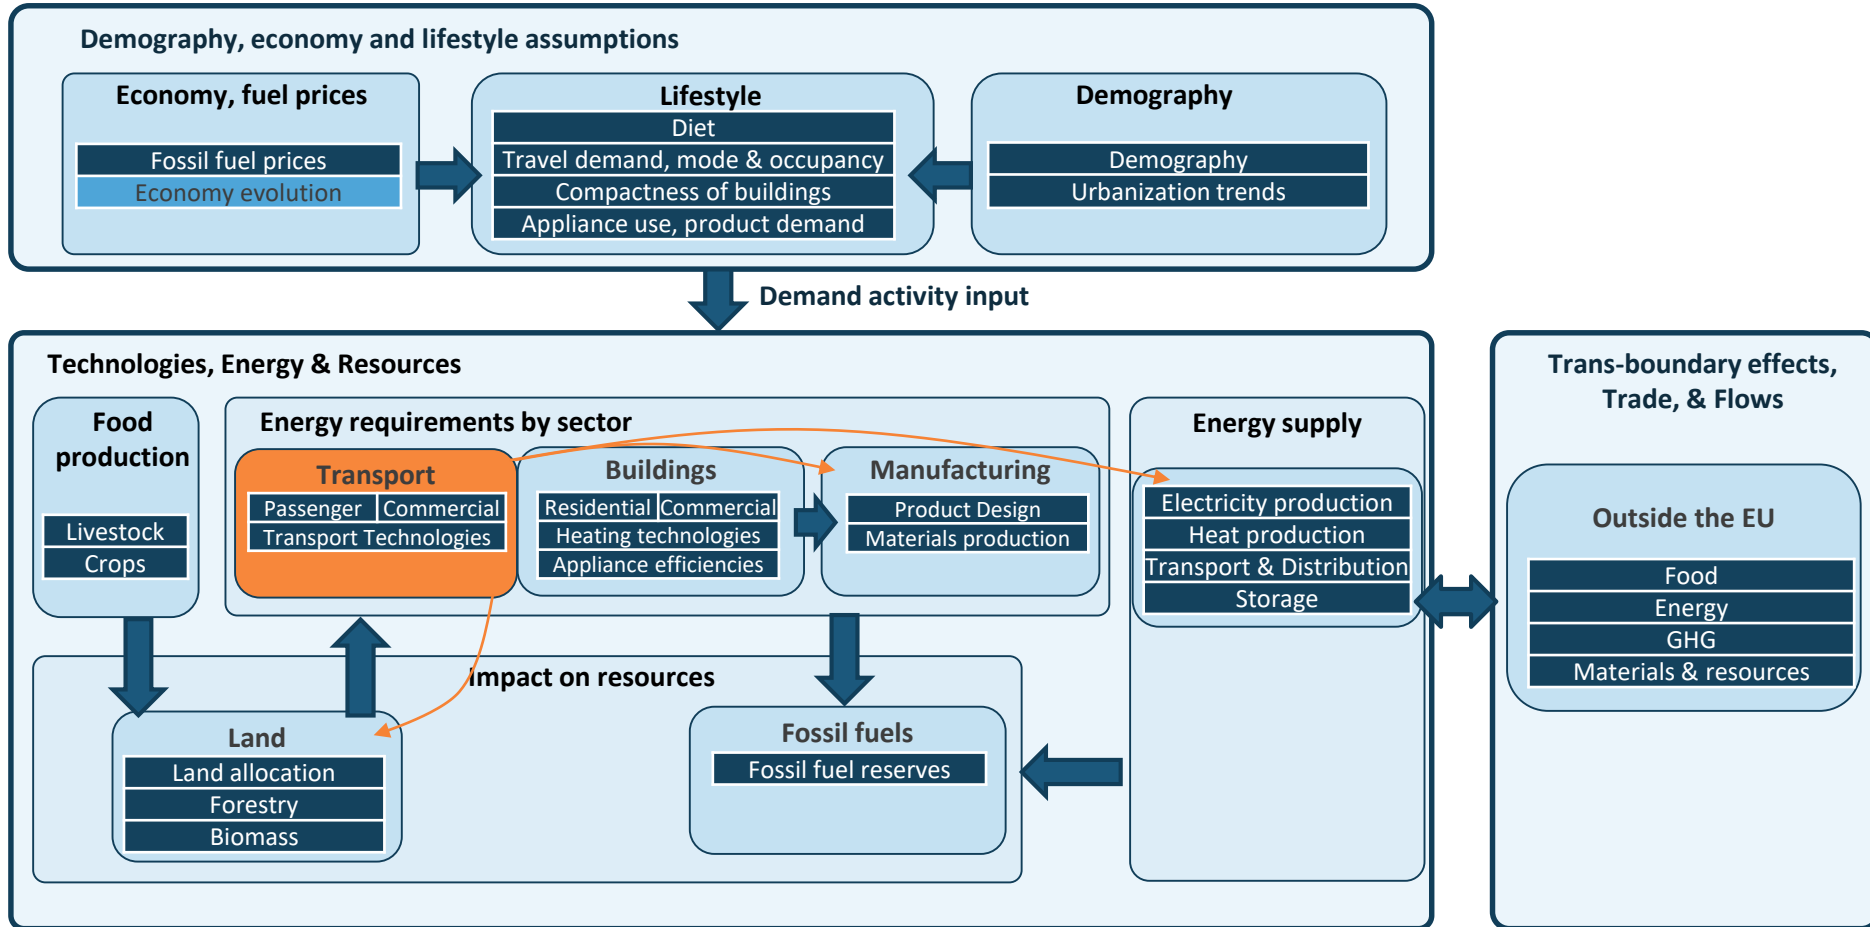 Demography, economy and lifestyle assumptions
Economy, fuel prices
Fossil fuel prices
Economy evolution
Lifestyle
Diet
Travel demand, mode & occupancy
Compactness of buildings
Appliance use, product demand
Demography
Demography
Urbanization trends
Demand activity input
Technologies, Energy & Resources
Food
production
Livestock
Crops
Energy requirements by sector
Transport
Passenger
Commercial
Transport Technologies
Buildings
Residential
Commercial
Heating technologies
Appliance efficiencies
Manufacturing
Product Design
Materials production
Energy supply
Electricity production
Heat production
Transport & Distribution
Storage
Impact on resources
Land
Land allocation
Forestry
Biomass
Fossil fuels
Fossil fuel reserves
Trans-boundary effects,
Trade, & Flows
Outside the EU
Food
Energy
GHG
Materials & resources